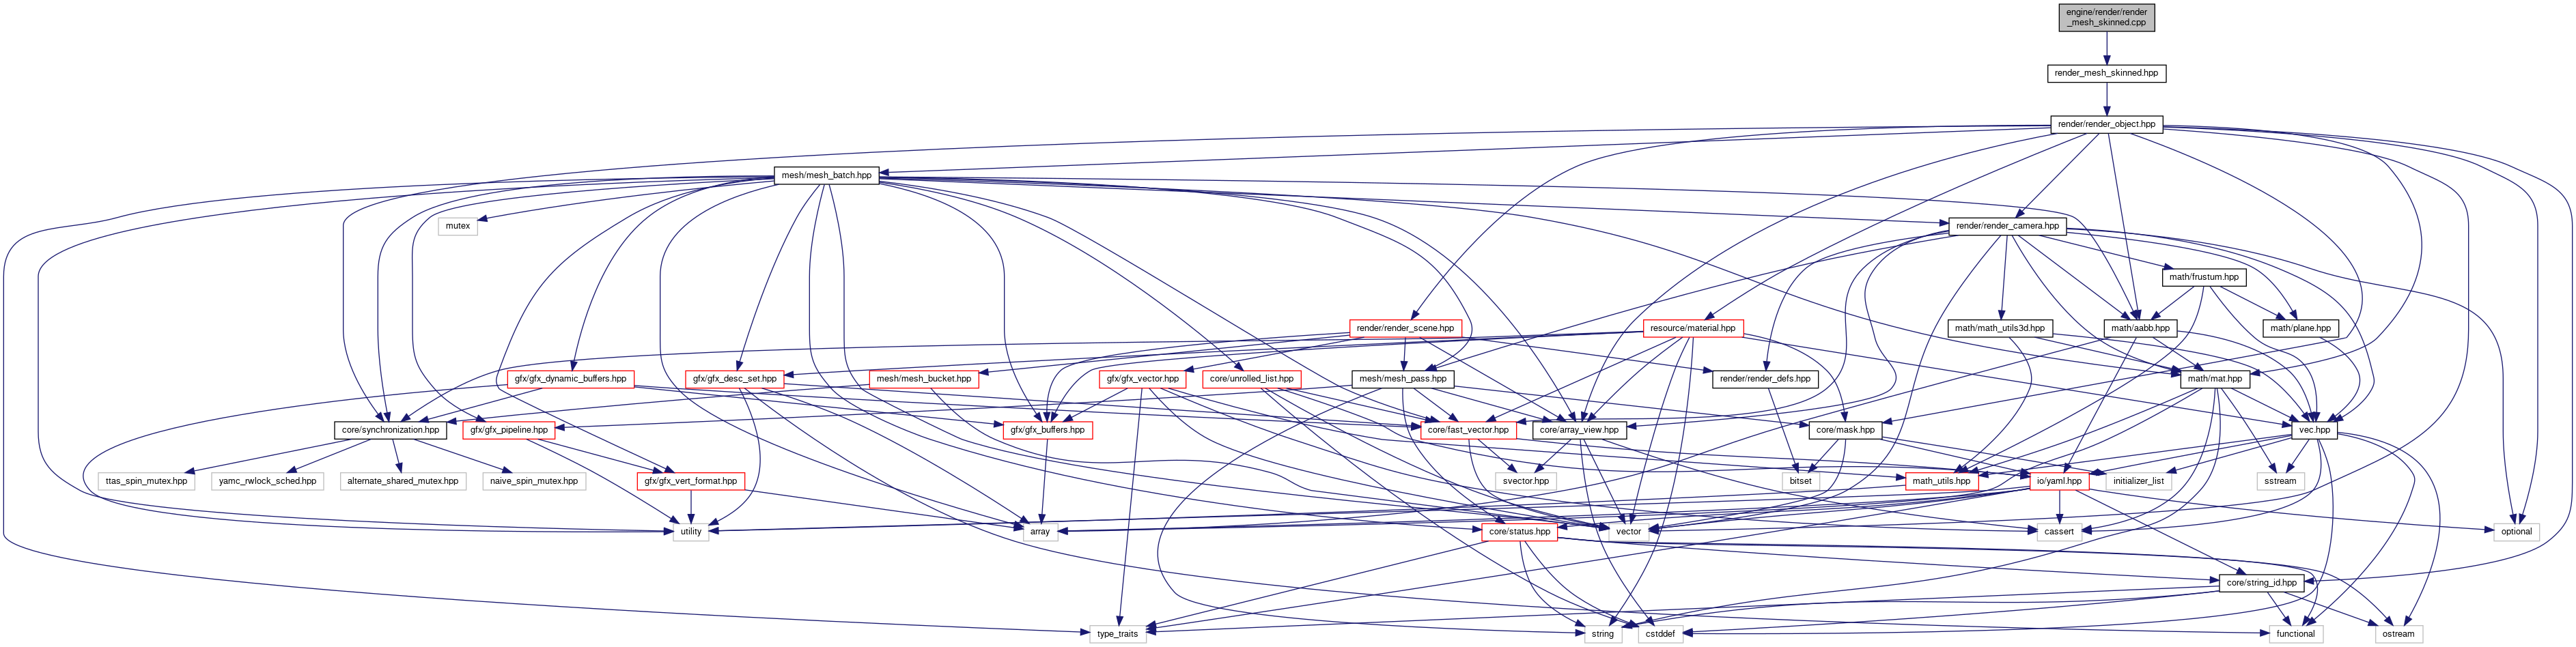 engine/render/render
_mesh_skinned.cpp
render_mesh_skinned.hpp
render/render_object.hpp
mesh/mesh_batch.hpp
mutex
render/render_camera.hpp
math/frustum.hpp
render/render_scene.hpp
resource/material.hpp
math/math_utils3d.hpp
math/aabb.hpp
math/plane.hpp
gfx/gfx_dynamic_buffers.hpp
gfx/gfx_desc_set.hpp
mesh/mesh_bucket.hpp
gfx/gfx_vector.hpp
core/unrolled_list.hpp
mesh/mesh_pass.hpp
render/render_defs.hpp
math/mat.hpp
core/synchronization.hpp
gfx/gfx_pipeline.hpp
gfx/gfx_buffers.hpp
core/fast_vector.hpp
core/array_view.hpp
core/mask.hpp
vec.hpp
ttas_spin_mutex.hpp
yamc_rwlock_sched.hpp
alternate_shared_mutex.hpp
naive_spin_mutex.hpp
gfx/gfx_vert_format.hpp
svector.hpp
bitset
math_utils.hpp
io/yaml.hpp
initializer_list
sstream
utility
array
core/status.hpp
vector
cassert
optional
core/string_id.hpp
type_traits
string
cstddef
functional
ostream